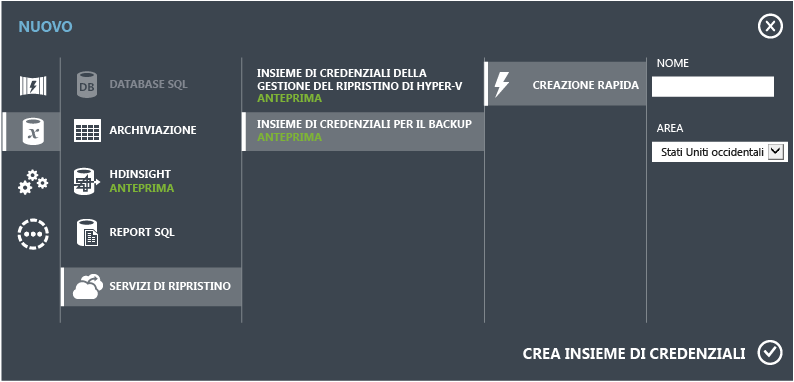 NUOVO
DB
DATABASE SQL
ARCHIVIAZIONE
x
HDINSIGHT
ANTEPRIMA
REPORT SQL
SERVIZI DI RIPRISTINO
INSIEME DI CREDENZIALI DELLA
GESTIONE DEL RIPRISTINO DI HYPER-V
ANTEPRIMA
INSIEME DI CREDENZIALI PER IL BACKUP
ANTEPRIMA
CREAZIONE RAPIDA
NOME
AREA
Stati Uniti occidentali
CREA INSIEME DI CREDENZIALI